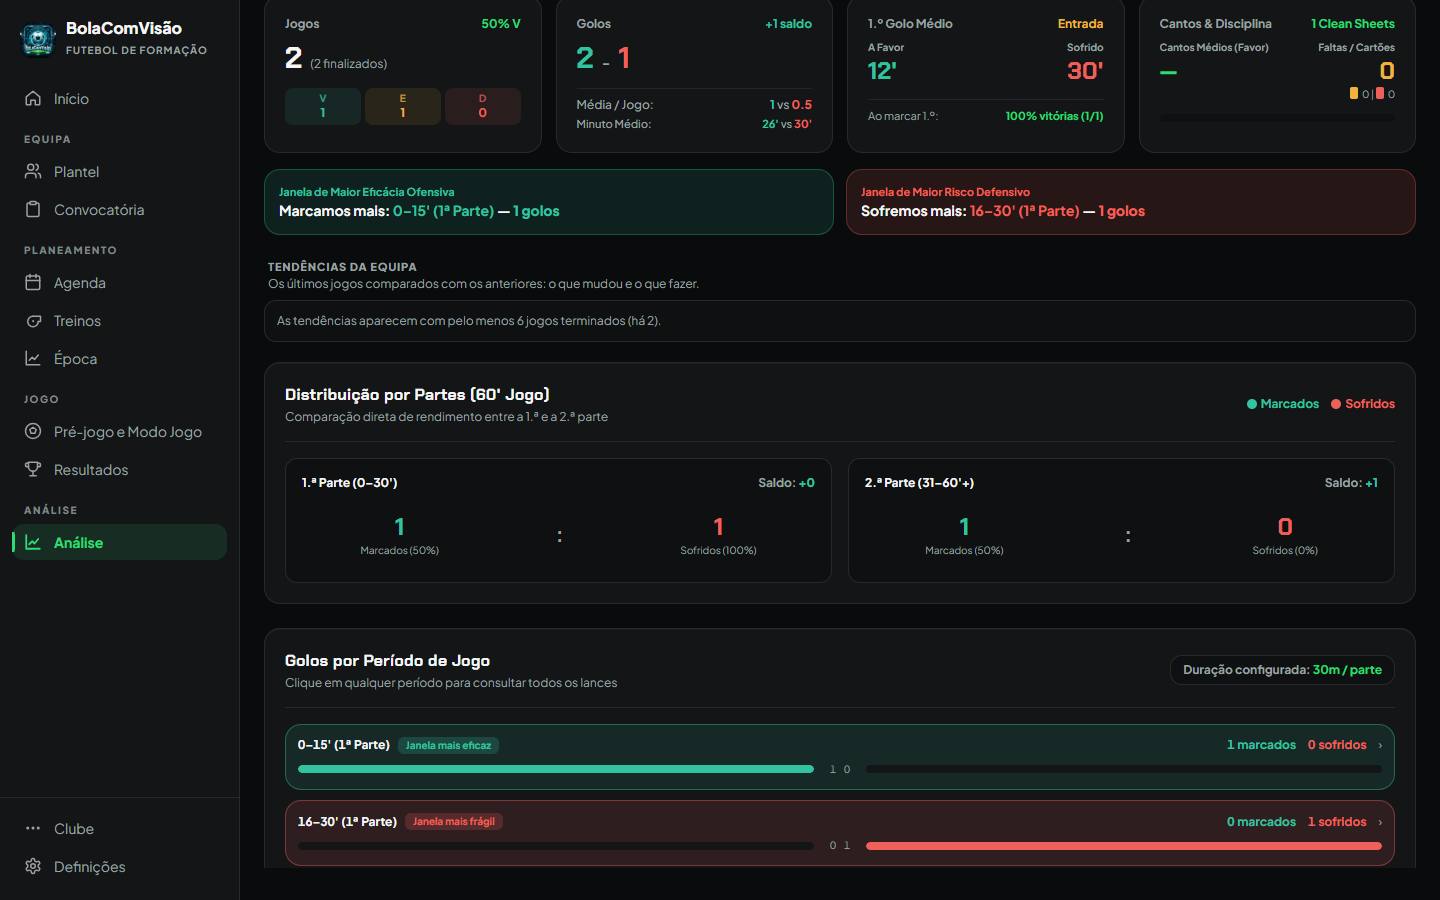 BolaComVisão
FUTEBOL DE FORMAÇÃO
Início
EQUIPA
Plantel
Convocatória
PLANEAMENTO
Agenda
Treinos
Época
JOGO
Pré-jogo e Modo Jogo
Resultados
ANÁLISE
Análise
Clube
Definições
Jogos 50% V
2 (2 finalizados)
V E D
1 1 0
Golos +1 saldo
2 - 1
Média / Jogo: 1 vs 0.5
Minuto Médio: 26' vs 30'
1.º Golo Médio Entrada
A Favor Sofrido
12' 30'
Ao marcar 1.º: 100% vitórias (1/1)
Cantos & Disciplina 1 Clean Sheets
Cantos Médios (Favor) Faltas / Cartões
— 0
0 | 0
Janela de Maior Eficácia Ofensiva
Marcamos mais: 0–15' (1ª Parte) — 1 golos
Janela de Maior Risco Defensivo
Sofremos mais: 16–30' (1ª Parte) — 1 golos
TENDÊNCIAS DA EQUIPA
Os últimos jogos comparados com os anteriores: o que mudou e o que fazer.
As tendências aparecem com pelo menos 6 jogos terminados (há 2).
Distribuição por Partes (60' Jogo)
Comparação direta de rendimento entre a 1.ª e a 2.ª parte
Marcados Sofridos
1.ª Parte (0–30') Saldo: +0
1 : 1
Marcados (50%) Sofridos (100%)
2.ª Parte (31–60'+) Saldo: +1
1 : 0
Marcados (50%) Sofridos (0%)
Golos por Período de Jogo
Clique em qualquer período para consultar todos os lances
Duração configurada: 30m / parte
0–15' (1ª Parte) Janela mais eficaz 1 marcados 0 sofridos ›
1 0
16–30' (1ª Parte) Janela mais frágil 0 marcados 1 sofridos ›
0 1